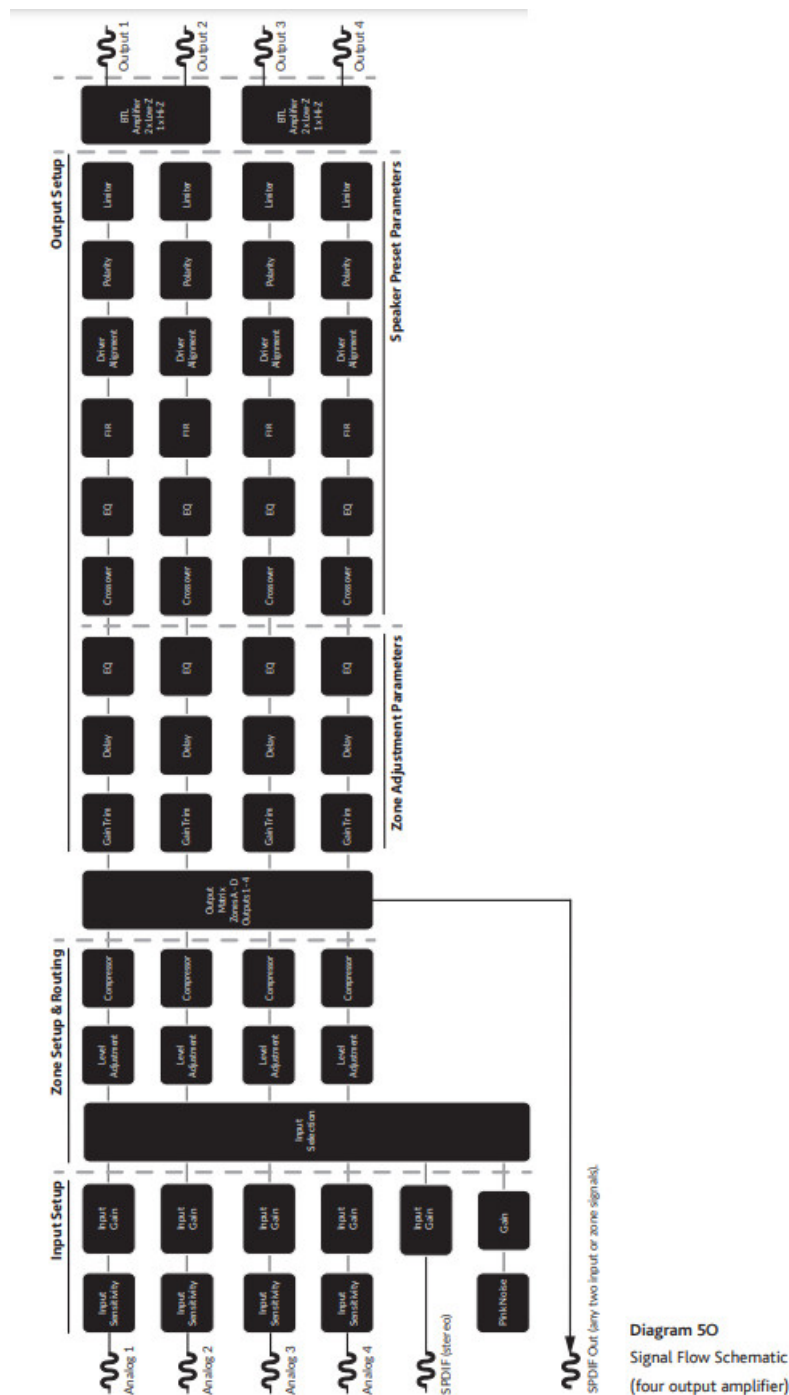 Input Setup
Zone Setup & Routing
Output Setup
Analog 1
Input
Sensitivity
Input
Gain
Level
Adjustment
Compressor
Gain Trim
Delay
EQ
Crossover
EQ
FIR
Driver
Alignment
Polarity
Limiter
Output 1
Analog 2
Input
Sensitivity
Input
Gain
Level
Adjustment
Compressor
Gain Trim
Delay
EQ
Crossover
EQ
FIR
Driver
Alignment
Polarity
Limiter
Output 2
BTL
Amplifier
2 x Low-Z
1 x Hi-Z
Output
Matrix
Zones A - D
Outputs 1 - 4
Analog 3
Input
Sensitivity
Input
Gain
Level
Adjustment
Compressor
Gain Trim
Delay
EQ
Crossover
EQ
FIR
Driver
Alignment
Polarity
Limiter
Output 3
Input
Selection
Analog 4
Input
Sensitivity
Input
Gain
Level
Adjustment
Compressor
Gain Trim
Delay
EQ
Crossover
EQ
FIR
Driver
Alignment
Polarity
Limiter
Output 4
BTL
Amplifier
2 x Low-Z
1 x Hi-Z
Zone Adjustment Parameters
Speaker Preset Parameters
SPDIF (stereo)
Input
Gain
Pink Noise
Gain
SPDIF Out (any two input or zone signals).
Diagram 50
Signal Flow Schematic
(four output amplifier)